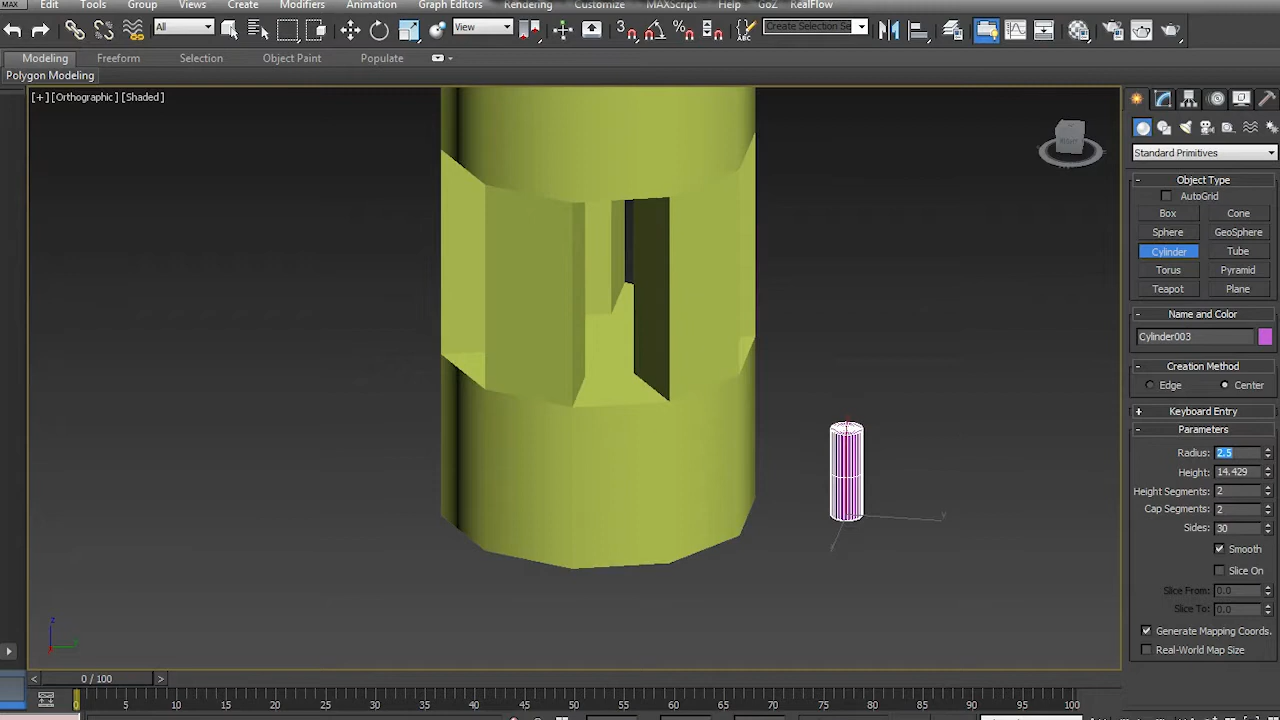 MAX Edit Tools Group Views Create Modifiers Animation Graph Editors Rendering Customize MAXScript Help GoZ RealFlow
All View 3 % Create Selection Se
Modeling Freeform Selection Object Paint Populate
Polygon Modeling
[+] [Orthographic] [Shaded]
Standard Primitives
- Object Type
AutoGrid
Box Cone
Sphere GeoSphere
Cylinder Tube
Torus Pyramid
Teapot Plane
- Name and Color
Cylinder003
- Creation Method
Edge Center
+ Keyboard Entry
- Parameters
Radius: 2.5
Height: 14.429
Height Segments: 2
Cap Segments: 2
Sides: 30
Smooth
Slice On
Slice From: 0.0
Slice To: 0.0
Generate Mapping Coords.
Real-World Map Size
z
y
< 0 / 100 >
0 5 10 15 20 25 30 35 40 45 50 55 60 65 70 75 80 85 90 95 100